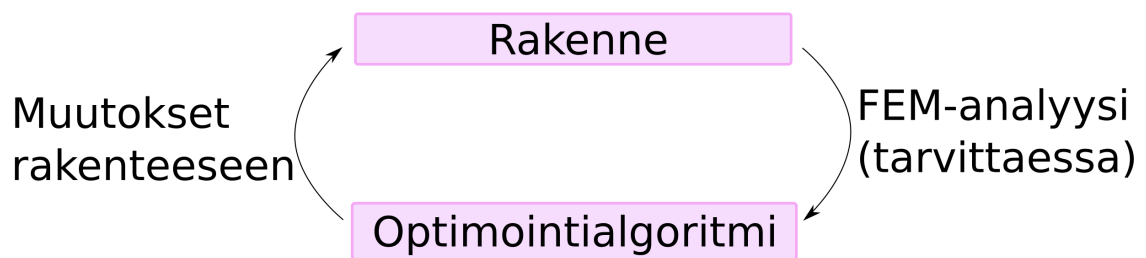 Rakenne
Muutokset
rakenteeseen
FEM-analyysi
(tarvittaessa)
Optimointialgoritmi